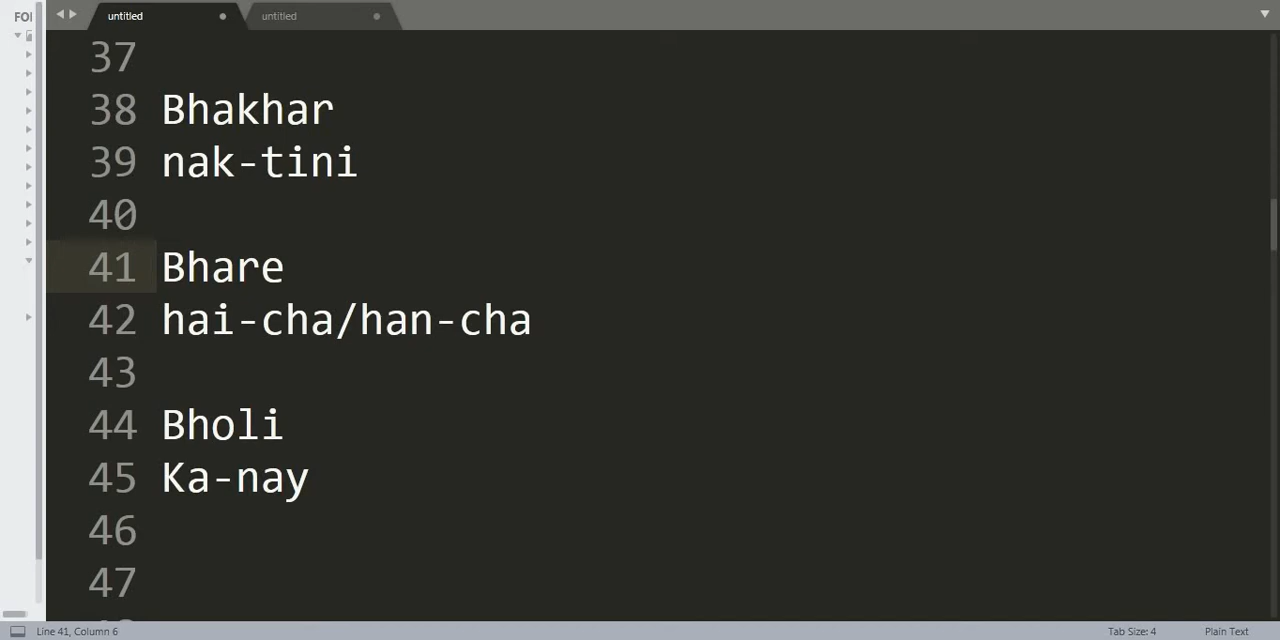 FOI
untitled
untitled
37
38 Bhakhar
39 nak-tini
40
41 Bhare
42 hai-cha/han-cha
43
44 Bholi
45 Ka-nay
46
47
Line 41, Column 6
Tab Size: 4
Plain Text